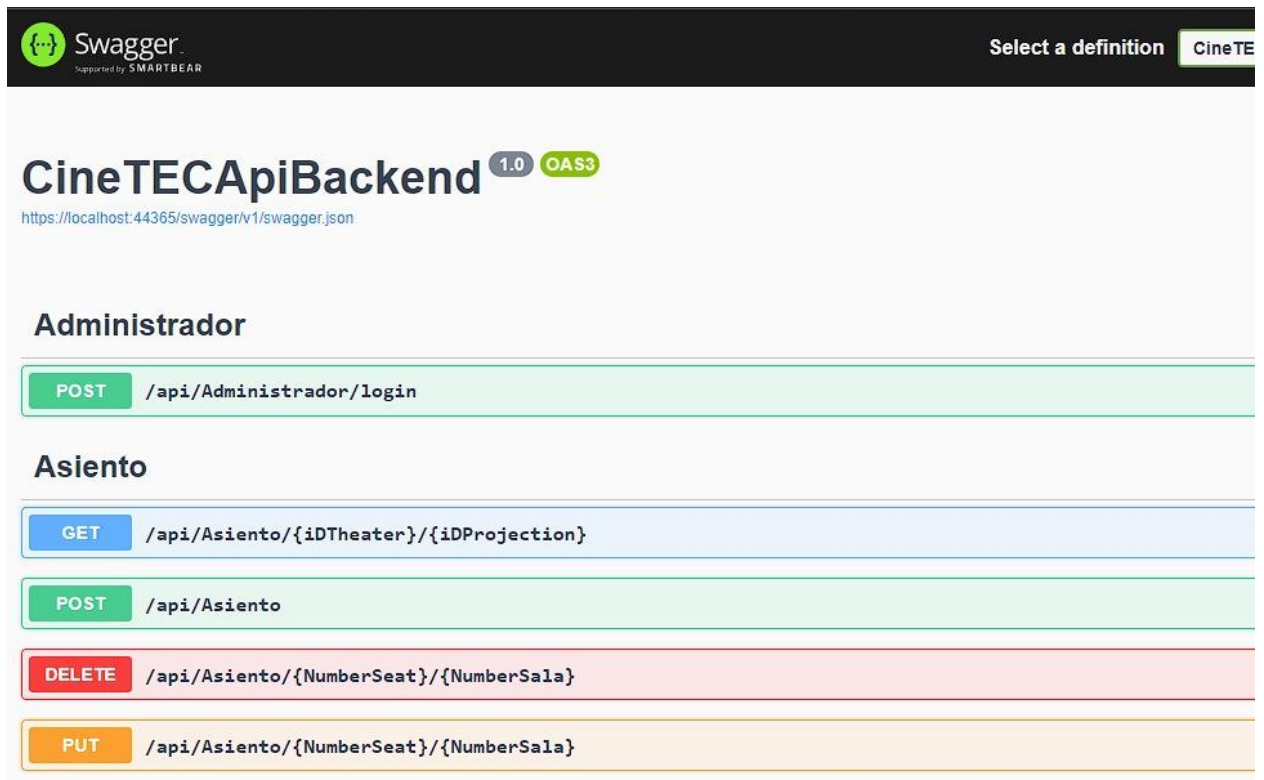 {···} Swagger.
Supported by SMARTBEAR
Select a definition CineTE
CineTECApiBackend 1.0 OAS3
https://localhost:44365/swagger/v1/swagger.json
Administrador
POST /api/Administrador/login
Asiento
GET /api/Asiento/{iDTheater}/{iDProjection}
POST /api/Asiento
DELETE /api/Asiento/{NumberSeat}/{NumberSala}
PUT /api/Asiento/{NumberSeat}/{NumberSala}